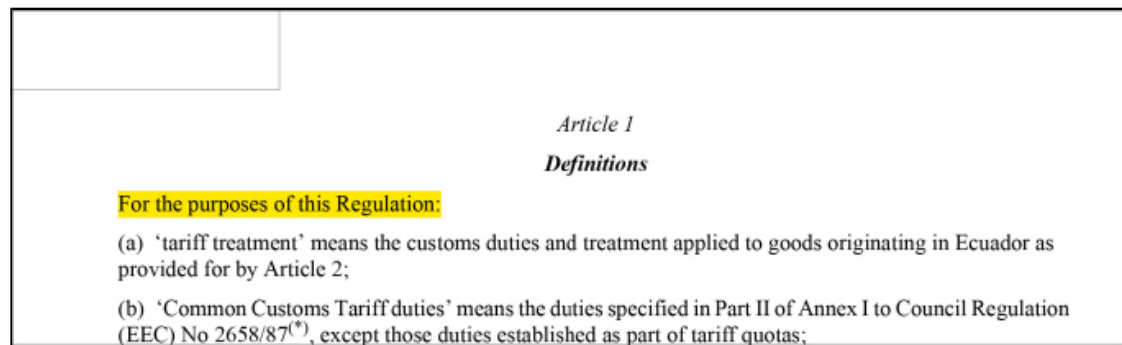 Article 1
Definitions
For the purposes of this Regulation:
(a) ‘tariff treatment’ means the customs duties and treatment applied to goods originating in Ecuador as
provided for by Article 2;
(b) ‘Common Customs Tariff duties’ means the duties specified in Part II of Annex I to Council Regulation
(EEC) No 2658/87(*), except those duties established as part of tariff quotas;